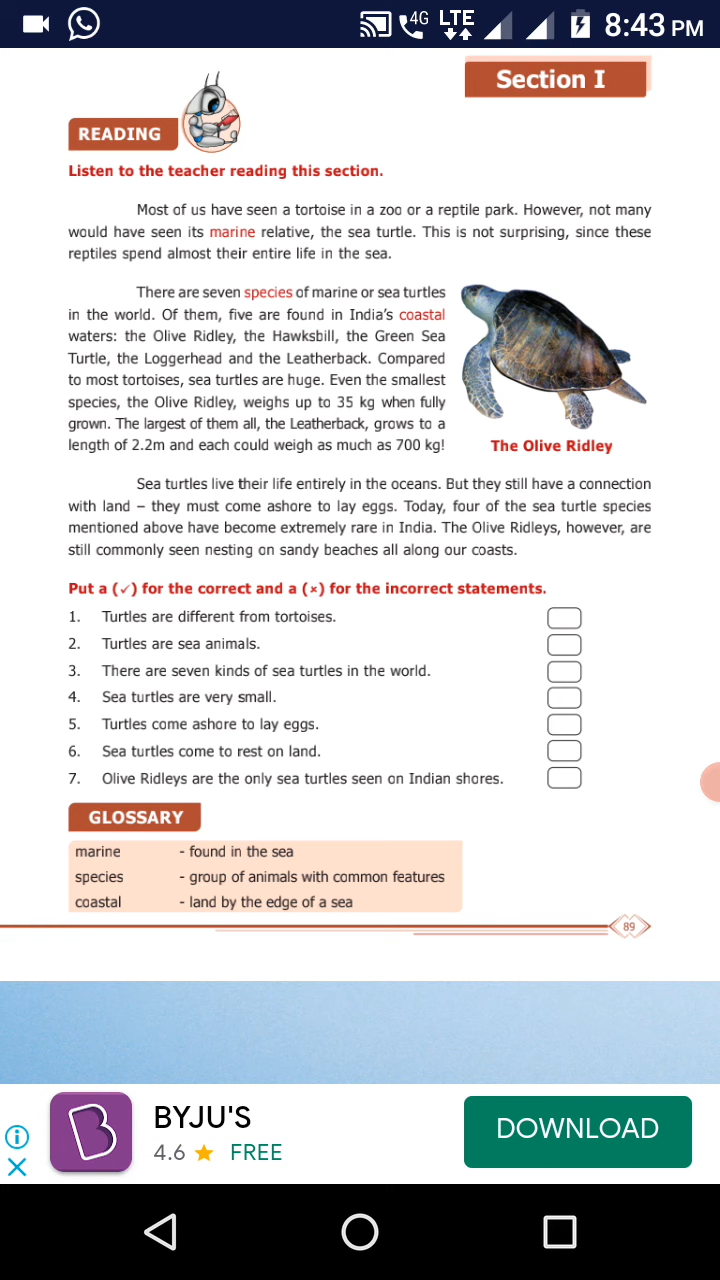 4G LTE 8:43 PM
Section I
READING
Listen to the teacher reading this section.
Most of us have seen a tortoise in a zoo or a reptile park. However, not many
would have seen its marine relative, the sea turtle. This is not surprising, since these
reptiles spend almost their entire life in the sea.
There are seven species of marine or sea turtles
in the world. Of them, five are found in India's coastal
waters: the Olive Ridley, the Hawksbill, the Green Sea
Turtle, the Loggerhead and the Leatherback. Compared
to most tortoises, sea turtles are huge. Even the smallest
species, the Olive Ridley, weighs up to 35 kg when fully
grown. The largest of them all, the Leatherback, grows to a
length of 2.2m and each could weigh as much as 700 kg!
The Olive Ridley
Sea turtles live their life entirely in the oceans. But they still have a connection
with land – they must come ashore to lay eggs. Today, four of the sea turtle species
mentioned above have become extremely rare in India. The Olive Ridleys, however, are
still commonly seen nesting on sandy beaches all along our coasts.
Put a (✓) for the correct and a (×) for the incorrect statements.
1. Turtles are different from tortoises.
2. Turtles are sea animals.
3. There are seven kinds of sea turtles in the world.
4. Sea turtles are very small.
5. Turtles come ashore to lay eggs.
6. Sea turtles come to rest on land.
7. Olive Ridleys are the only sea turtles seen on Indian shores.
GLOSSARY
marine - found in the sea
species - group of animals with common features
coastal - land by the edge of a sea
89
BYJU'S
4.6 ★ FREE
DOWNLOAD